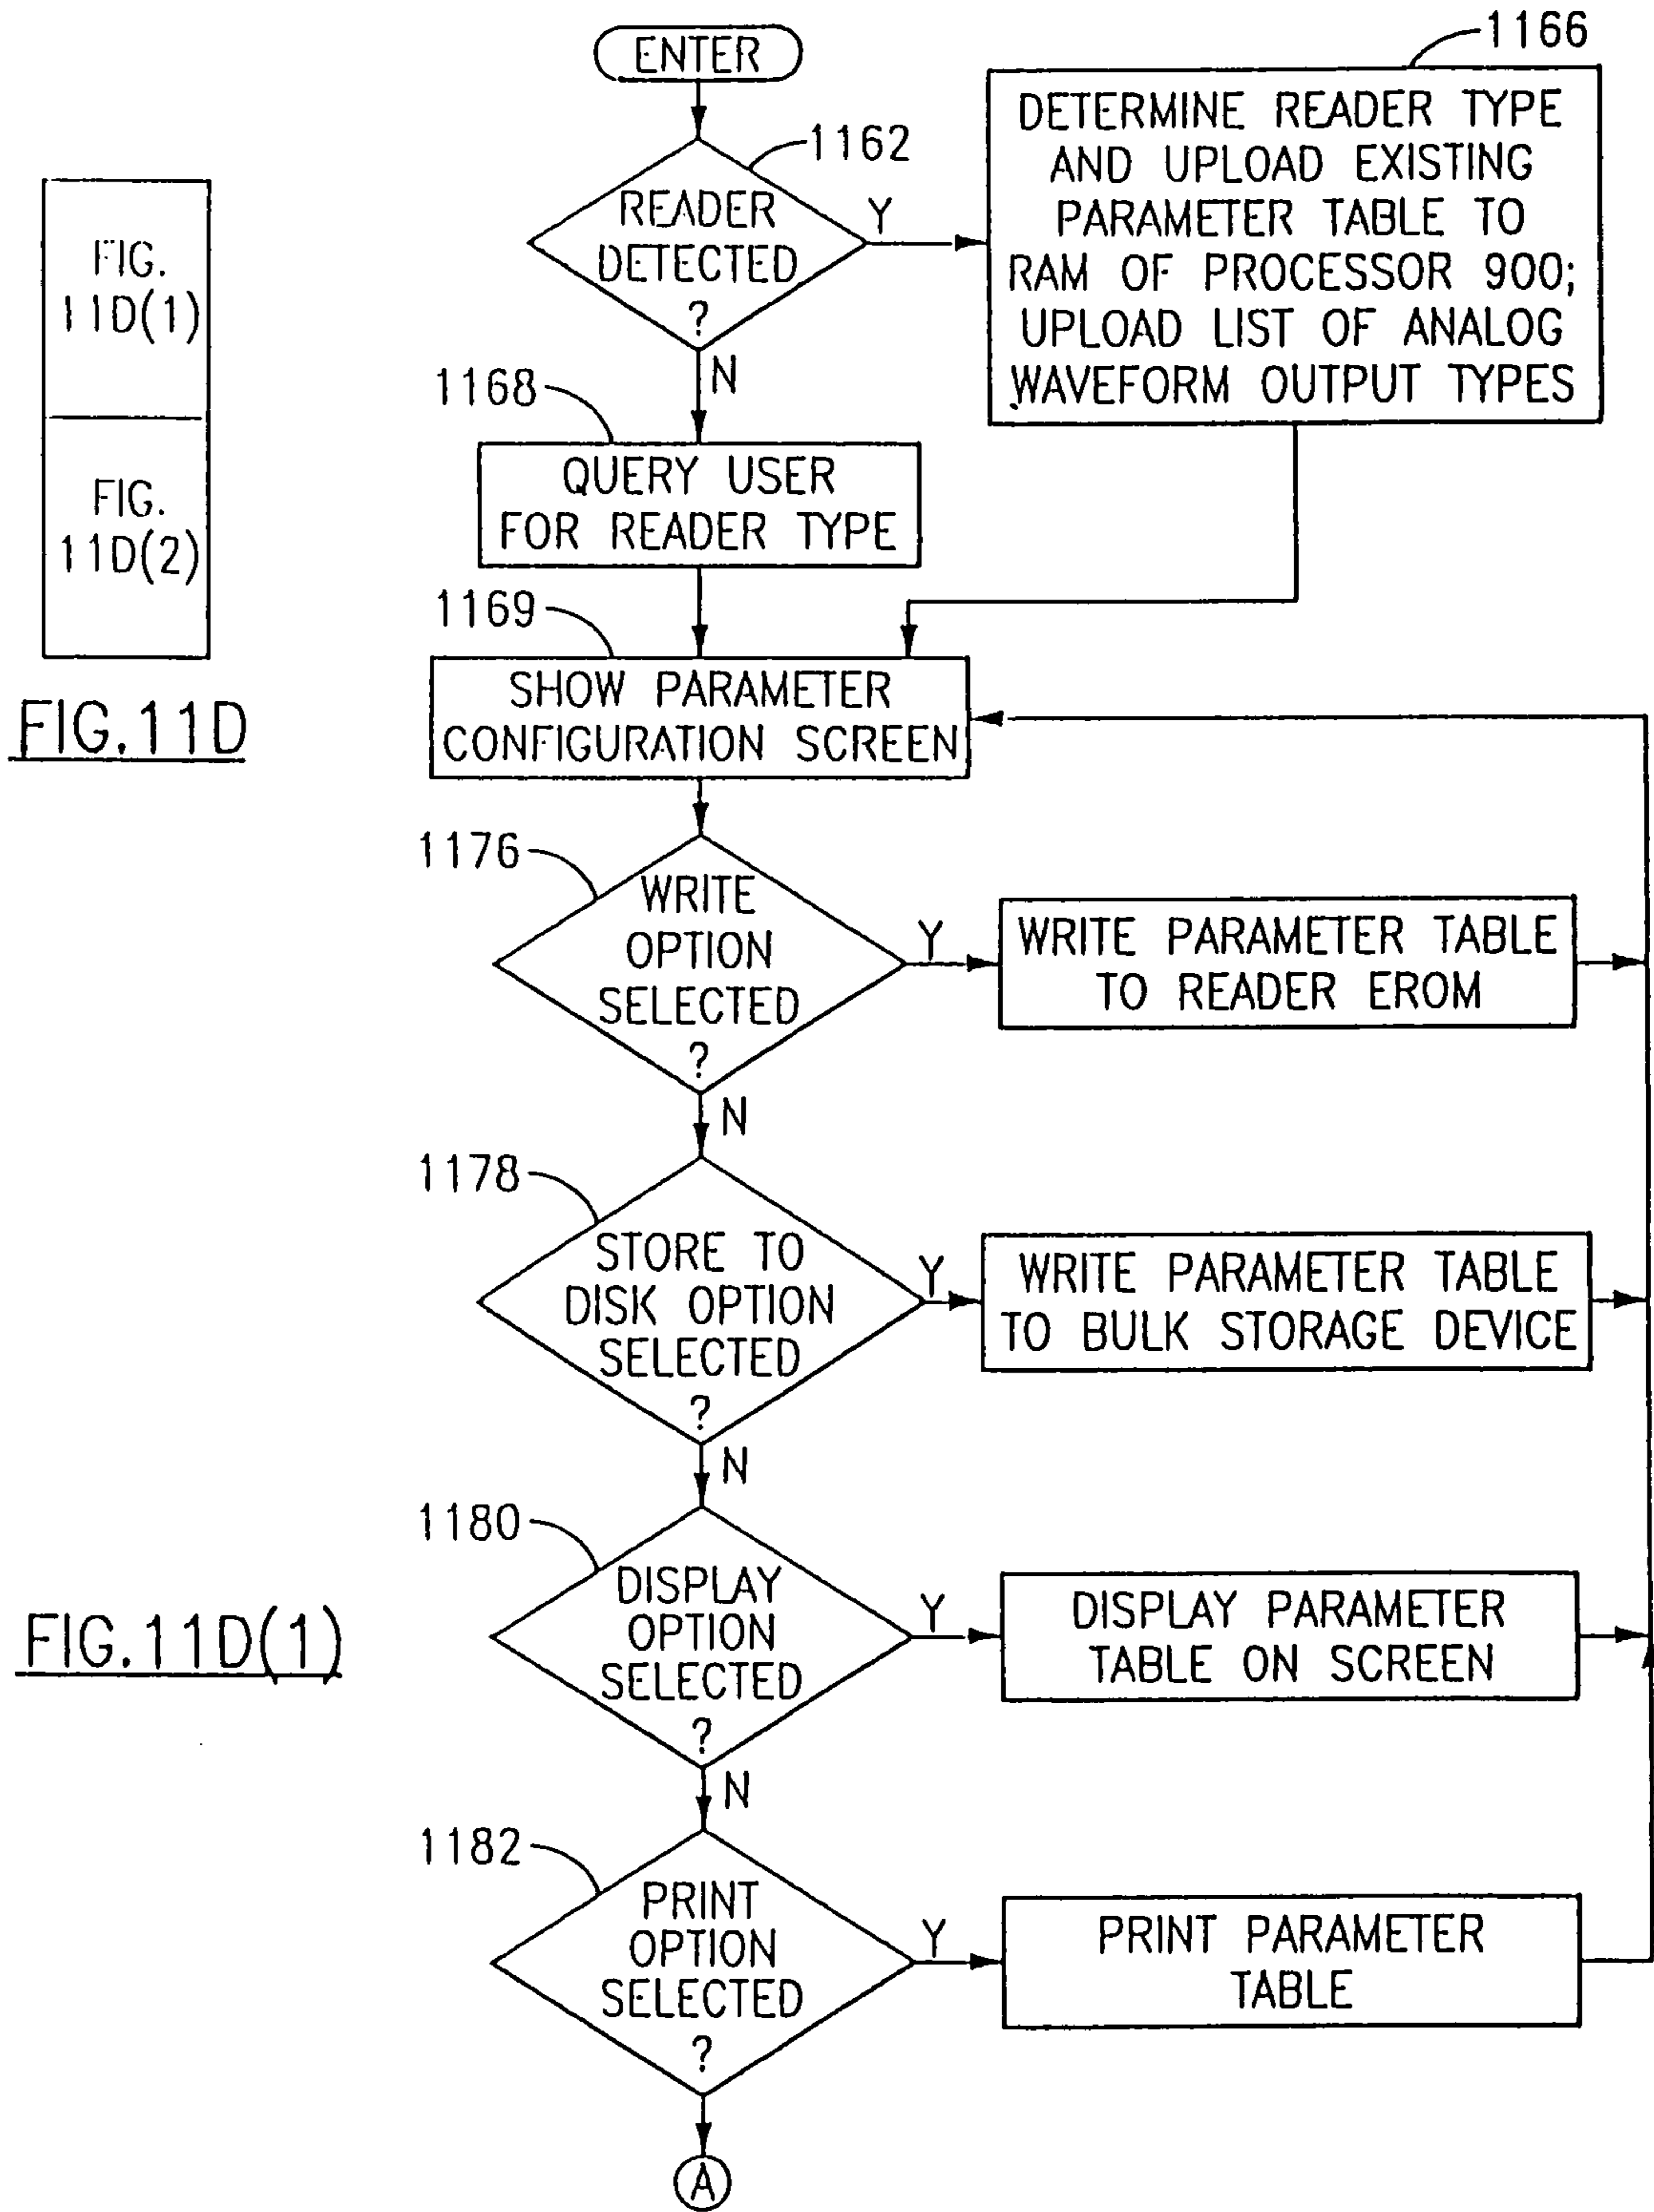 ENTER
1166
DETERMINE READER TYPE
AND UPLOAD EXISTING
PARAMETER TABLE TO
RAM OF PROCESSOR 900;
UPLOAD LIST OF ANALOG
WAVEFORM OUTPUT TYPES
1162
READER
DETECTED
?
Y
N
FIG.
11D(1)
FIG.
11D(2)
FIG.11D
1168
QUERY USER
FOR READER TYPE
1169
SHOW PARAMETER
CONFIGURATION SCREEN
1176
WRITE
OPTION
SELECTED
?
Y
WRITE PARAMETER TABLE
TO READER EROM
N
1178
STORE TO
DISK OPTION
SELECTED
?
Y
WRITE PARAMETER TABLE
TO BULK STORAGE DEVICE
N
1180
DISPLAY
OPTION
SELECTED
?
Y
DISPLAY PARAMETER
TABLE ON SCREEN
N
FIG.11D(1)
1182
PRINT
OPTION
SELECTED
?
Y
PRINT PARAMETER
TABLE
A